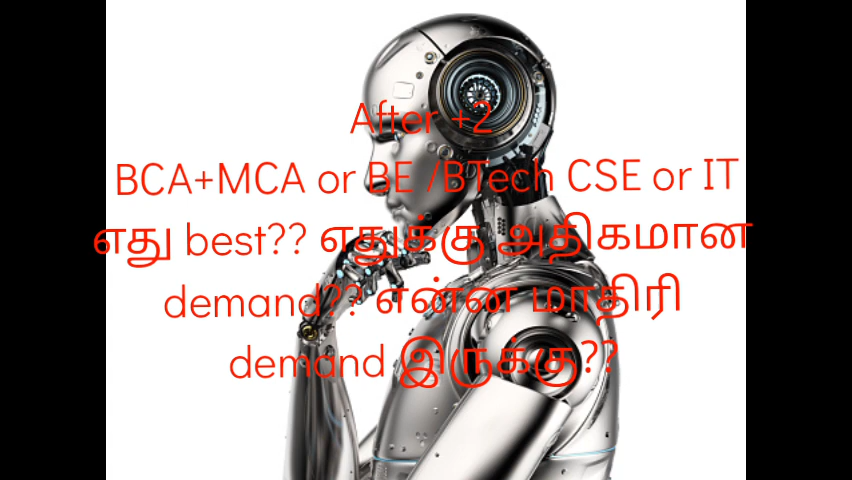 After +2
BCA+MCA or BE /BTech CSE or IT
எது best?? எதுக்கு அதிகமான
demand?? என்ன மாதிரி
demand இருக்கு??